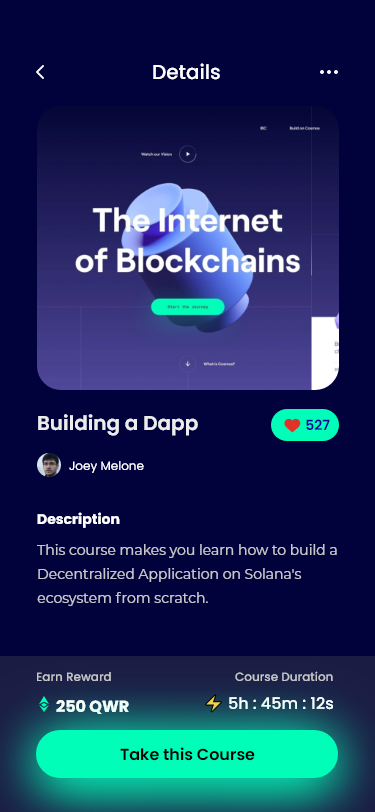 Details
BC Build on Cosmos
Watch our Vision
The Internet
of Blockchains
Start the Journey
What is Cosmos?
Building a Dapp
527
Joey Melone
Description
This course makes you learn how to build a
Decentralized Application on Solana's
ecosystem from scratch.
Earn Reward Course Duration
250 QWR 5h : 45m : 12s
Take this Course